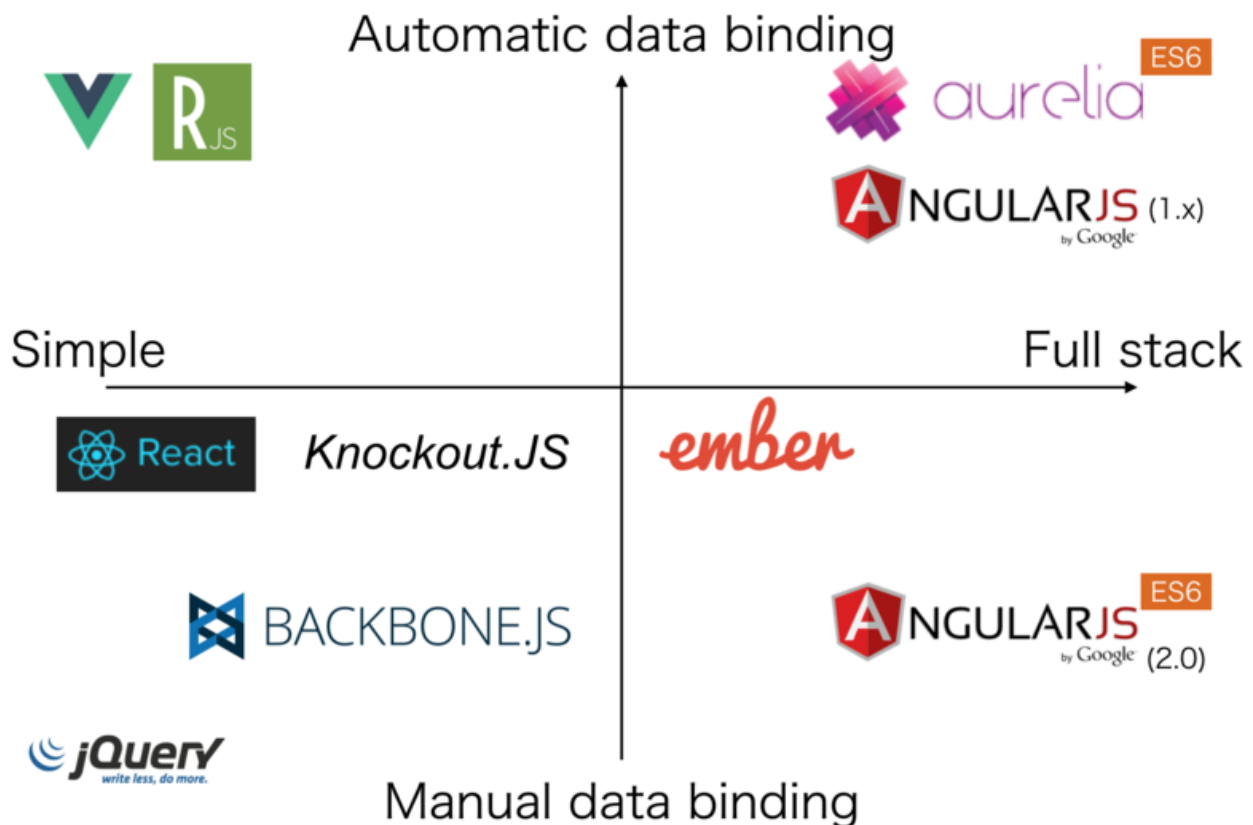 Automatic data binding
ES6
RJS
aurelia
ANGULARJS (1.x)
by Google
Simple
Full stack
React
Knockout.JS
ember
ES6
BACKBONE.JS
ANGULARJS
by Google (2.0)
jQuery
write less, do more.
Manual data binding